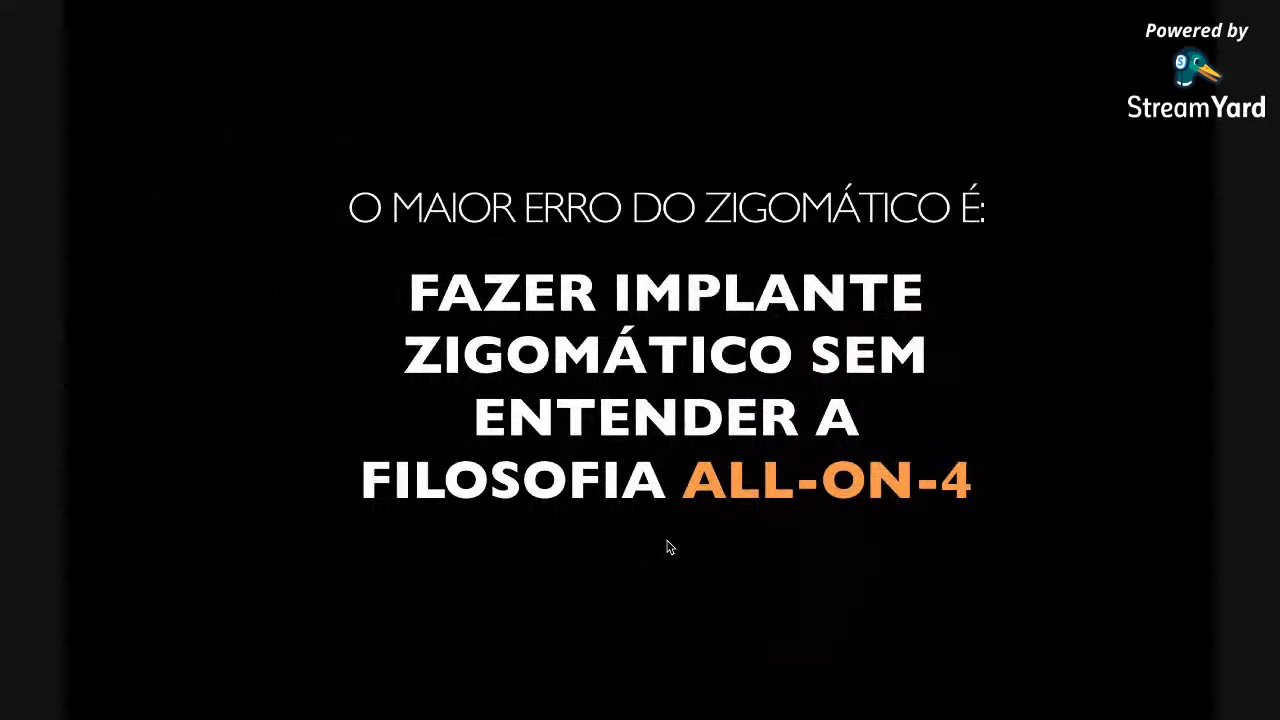 Powered by
StreamYard
O MAIOR ERRO DO ZIGOMÁTICO É:
FAZER IMPLANTE
ZIGOMÁTICO SEM
ENTENDER A
FILOSOFIA ALL-ON-4